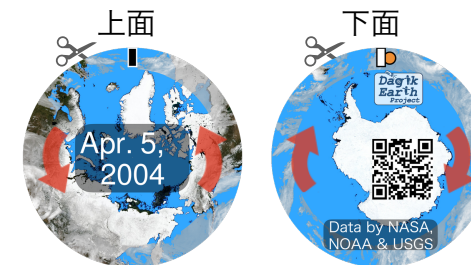 上面
下面
Apr. 5,
2004
Dagik
Earth
Project
Data by NASA,
NOAA & USGS